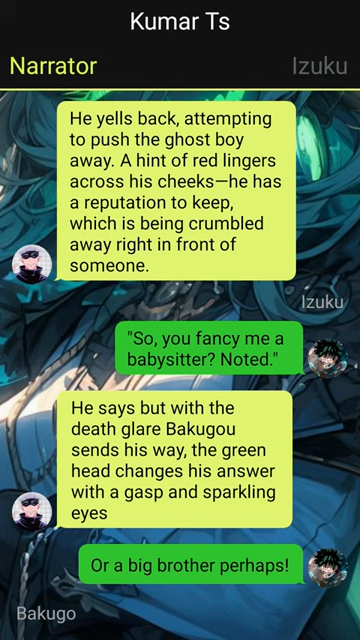 Kumar Ts
Narrator
Izuku
He yells back, attempting
to push the ghost boy
away. A hint of red lingers
across his cheeks—he has
a reputation to keep,
which is being crumbled
away right in front of
someone.
Izuku
"So, you fancy me a
babysitter? Noted."
He says but with the
death glare Bakugou
sends his way, the green
head changes his answer
with a gasp and sparkling
eyes
Or a big brother perhaps!
Bakugo